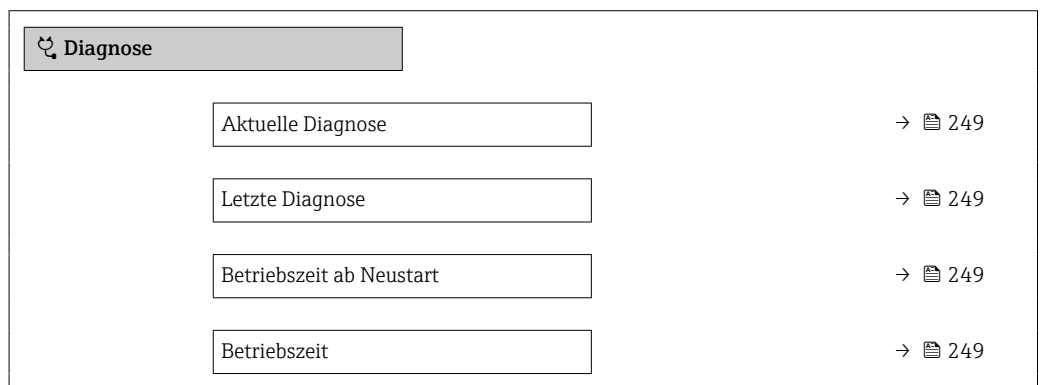 Diagnose
Aktuelle Diagnose → 249
Letzte Diagnose → 249
Betriebszeit ab Neustart → 249
Betriebszeit → 249